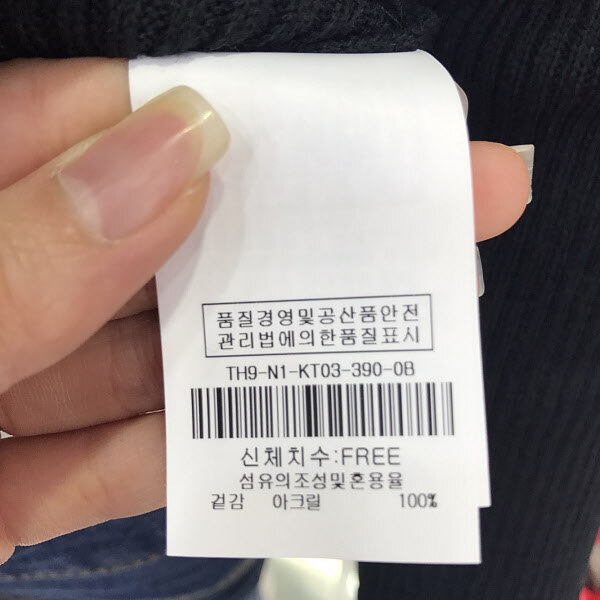 품질경영및공산품안전
관리법에의한품질표시
TH9-N1-KT03-390-0B
신체치수:FREE
섬유의조성및혼용율
겉감 아크릴 100%